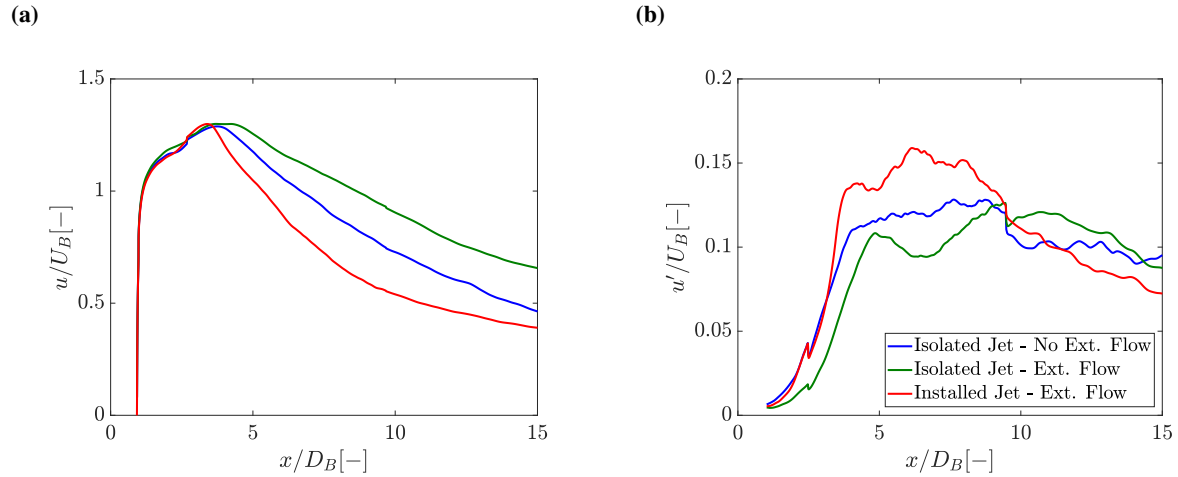 (a)
(b)
1.5
1
0.5
0
u/U_B[−]
0
5
10
15
x/D_B[−]
0.2
0.15
0.1
0.05
0
u'/U_B[−]
Isolated Jet - No Ext. Flow
Isolated Jet - Ext. Flow
Installed Jet - Ext. Flow
0
5
10
15
x/D_B[−]